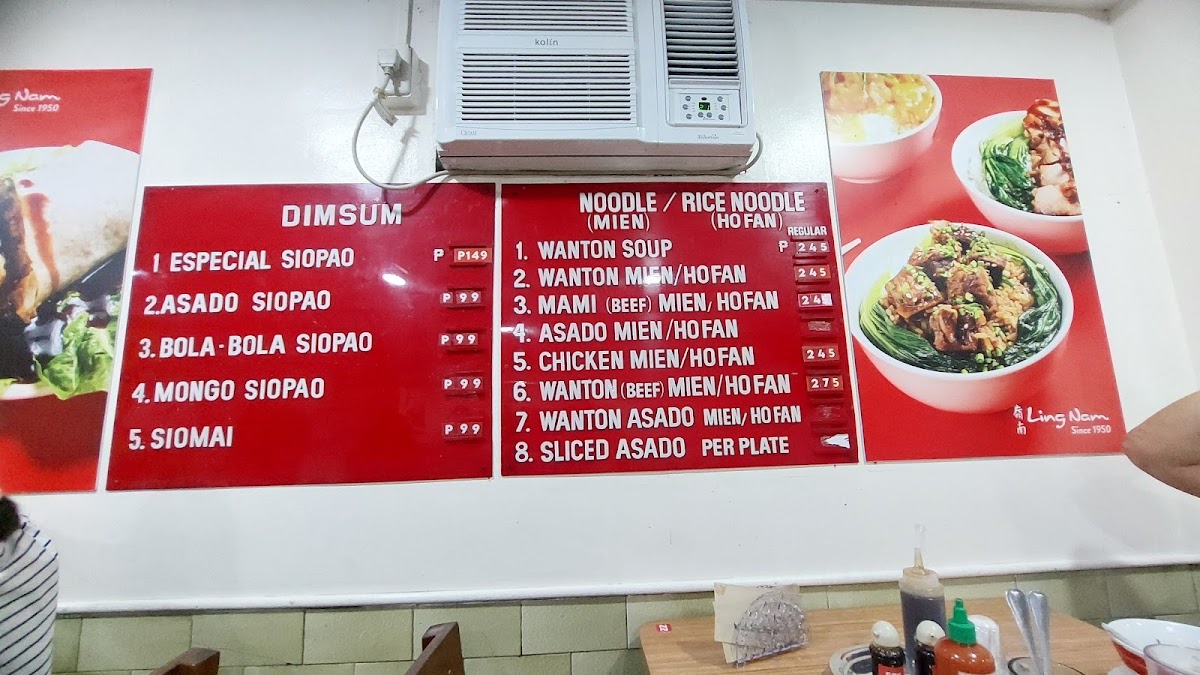 g Nam
Since 1950
kolin
DIMSUM
1 ESPECIAL SIOPAO ₱ P149
2. ASADO SIOPAO P 99
3. BOLA-BOLA SIOPAO P 99
4. MONGO SIOPAO P 99
5. SIOMAI P 99
NOODLE / RICE NOODLE
(MIEN) (HO FAN)
REGULAR
1. WANTON SOUP ₱ 245
2. WANTON MIEN/HOFAN 245
3. MAMI (BEEF) MIEN/HOFAN 24
4. ASADO MIEN/HOFAN
5. CHICKEN MIEN/HOFAN 245
6. WANTON (BEEF) MIEN/HOFAN 275
7. WANTON ASADO MIEN/HOFAN
8. SLICED ASADO PER PLATE
嶺南 Ling Nam
Since 1950